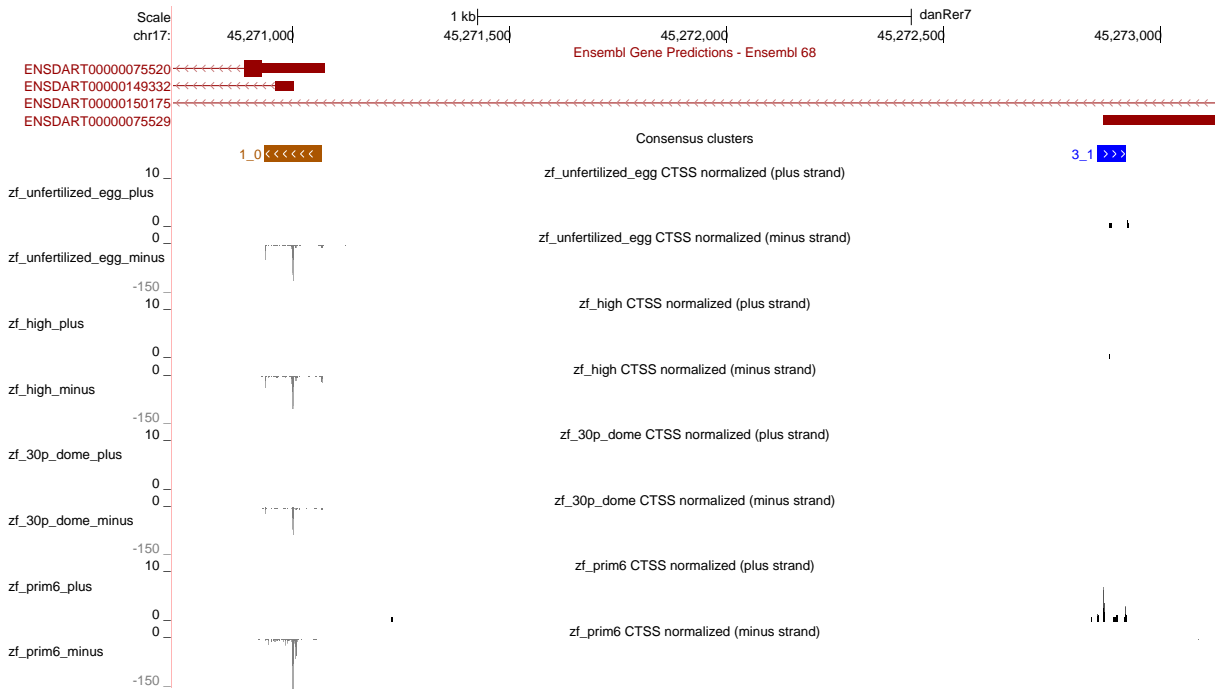 Scale 1 kb danRer7
chr17: 45,271,000 45,271,500 45,272,000 45,272,500 45,273,000
Ensembl Gene Predictions - Ensembl 68
ENSDART00000075520
ENSDART00000149332
ENSDART00000150175
ENSDART00000075529
Consensus clusters
1_0 3_1
10 zf_unfertilized_egg CTSS normalized (plus strand)
zf_unfertilized_egg_plus
0
0 zf_unfertilized_egg CTSS normalized (minus strand)
zf_unfertilized_egg_minus
-150
10 zf_high CTSS normalized (plus strand)
zf_high_plus
0
0 zf_high CTSS normalized (minus strand)
zf_high_minus
-150
10 zf_30p_dome CTSS normalized (plus strand)
zf_30p_dome_plus
0
0 zf_30p_dome CTSS normalized (minus strand)
zf_30p_dome_minus
-150
10 zf_prim6 CTSS normalized (plus strand)
zf_prim6_plus
0
0 zf_prim6 CTSS normalized (minus strand)
zf_prim6_minus
-150